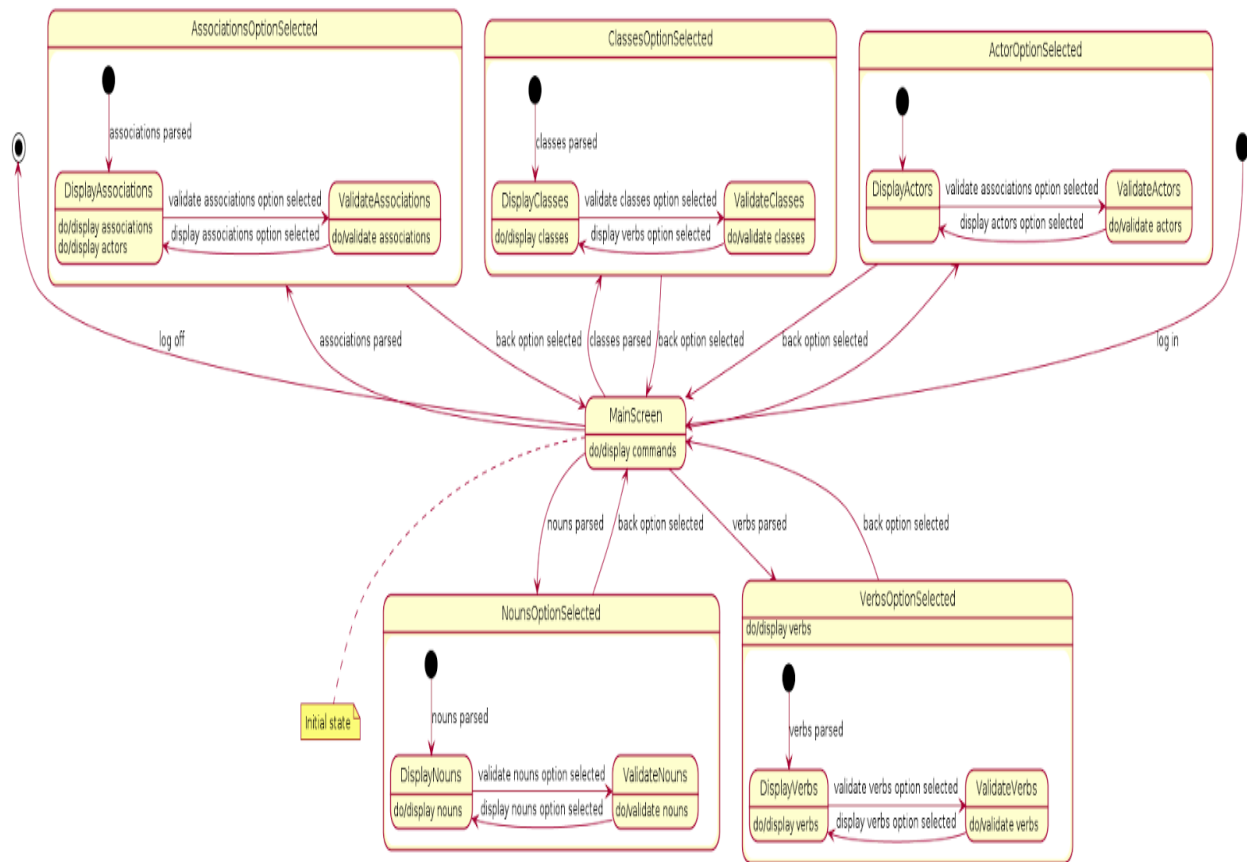 AssociationsOptionSelected
associations parsed
DisplayAssociations
do/display associations
do/display actors
validate associations option selected
display associations option selected
ValidateAssociations
do/validate associations
ClassesOptionSelected
classes parsed
DisplayClasses
do/display classes
validate classes option selected
display verbs option selected
ValidateClasses
do/validate classes
ActorOptionSelected
DisplayActors
validate associations option selected
display actors option selected
ValidateActors
do/validate actors
log off
associations parsed
back option selected
classes parsed
back option selected
back option selected
log in
MainScreen
do/display commands
nouns parsed
back option selected
verbs parsed
back option selected
Initial state
NounsOptionSelected
nouns parsed
DisplayNouns
do/display nouns
validate nouns option selected
display nouns option selected
ValidateNouns
do/validate nouns
VerbsOptionSelected
do/display verbs
verbs parsed
DisplayVerbs
do/display verbs
validate verbs option selected
display verbs option selected
ValidateVerbs
do/validate verbs